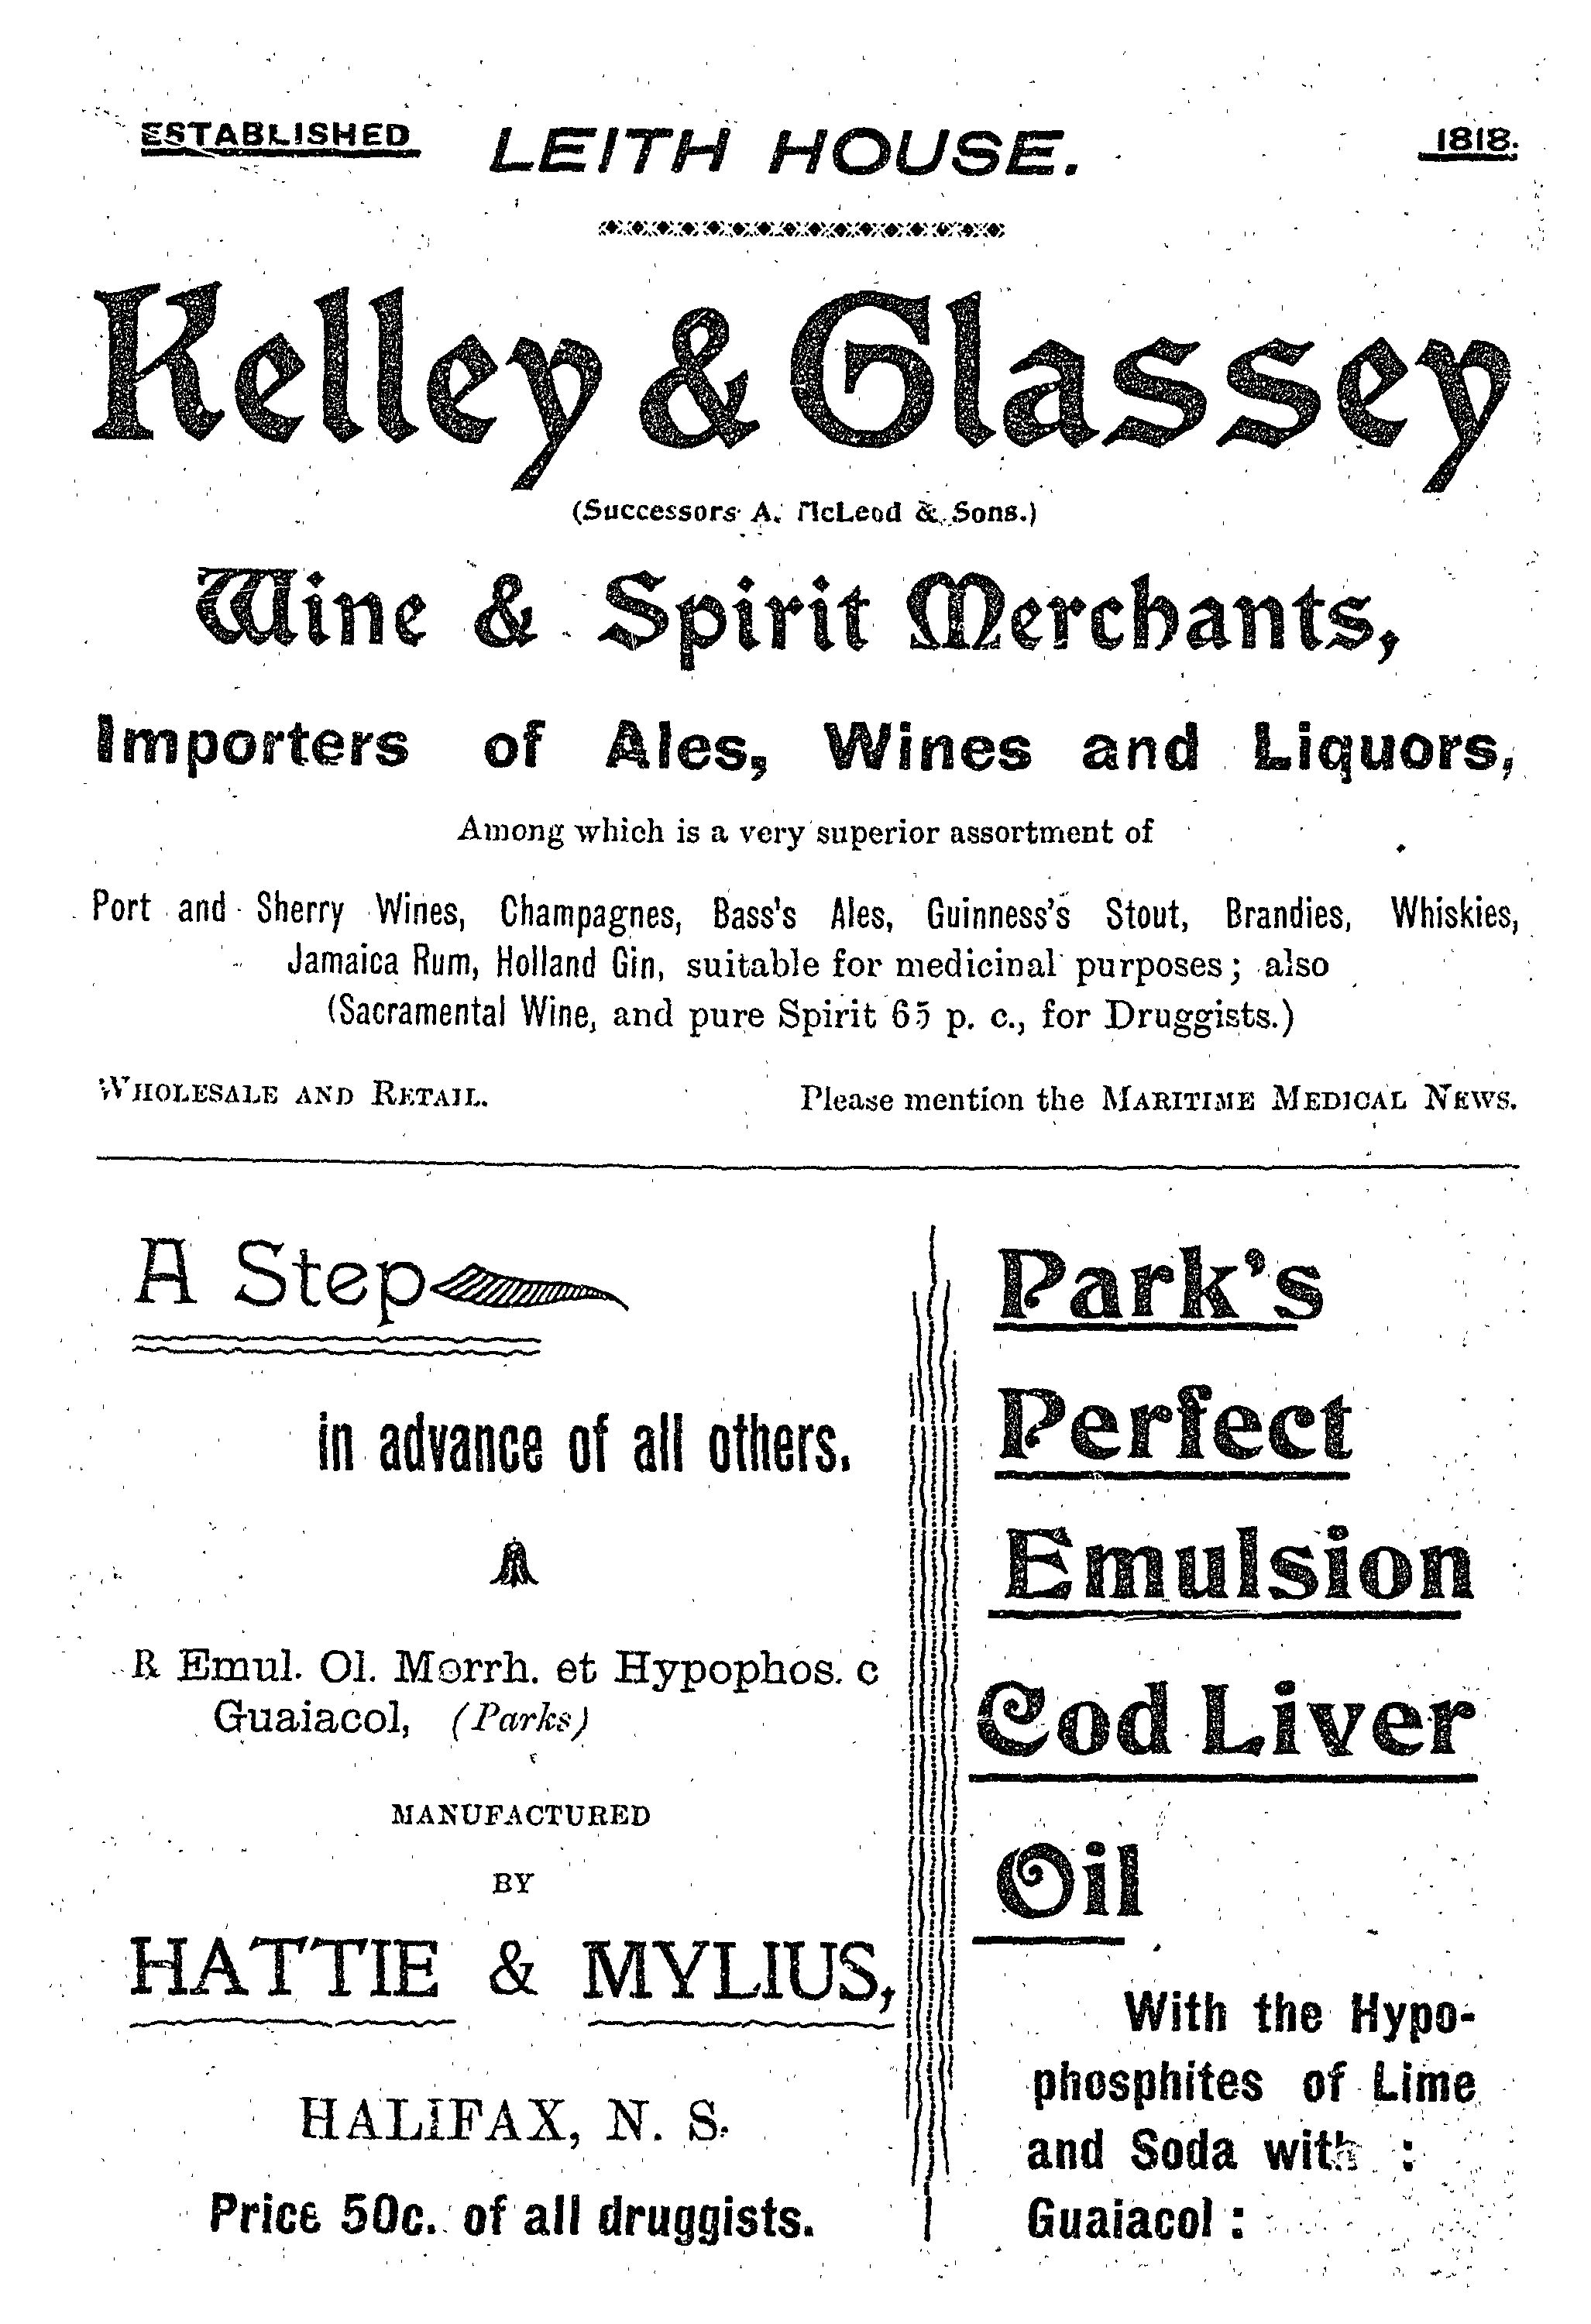 ESTABLISHED LEITH HOUSE. 1818.
Kelley & Glassey
(Successors A. McLeod & Sons.)
Wine & Spirit Merchants,
Importers of Ales, Wines and Liquors,
Among which is a very superior assortment of
Port and Sherry Wines, Champagnes, Bass's Ales, Guinness's Stout, Brandies, Whiskies,
Jamaica Rum, Holland Gin, suitable for medicinal purposes; also
(Sacramental Wine, and pure Spirit 65 p. c., for Druggists.)
WHOLESALE AND RETAIL. Please mention the MARITIME MEDICAL NEWS.
A Step
in advance of all others.
℞ Emul. Ol. Morrh. et Hypophos. c
Guaiacol, (Parks)
MANUFACTURED
BY
HATTIE & MYLIUS,
HALIFAX, N. S.
Price 50c. of all druggists.
Park's
Perfect
Emulsion
Cod Liver
Oil
With the Hypo-
phosphites of Lime
and Soda with :
Guaiacol :